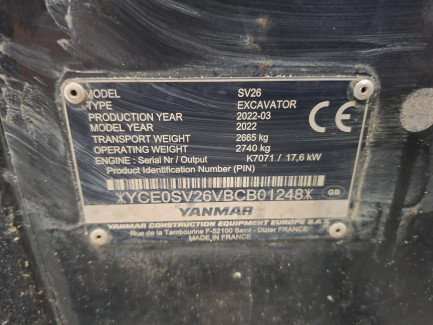 MODEL SV26
TYPE EXCAVATOR
PRODUCTION YEAR 2022-03
MODEL YEAR 2022
TRANSPORT WEIGHT 2665 kg
OPERATING WEIGHT 2740 kg
ENGINE : Serial Nr / Output K7071 / 17,6 kW
Product Identification Number (PIN)
CE
*YCE0SV26VBCB01248*
GB
YANMAR
YANMAR CONSTRUCTION EQUIPMENT EUROPE S.A.S.
Rue de la Tambourine F-52100 Saint - Dizier FRANCE
MADE IN FRANCE